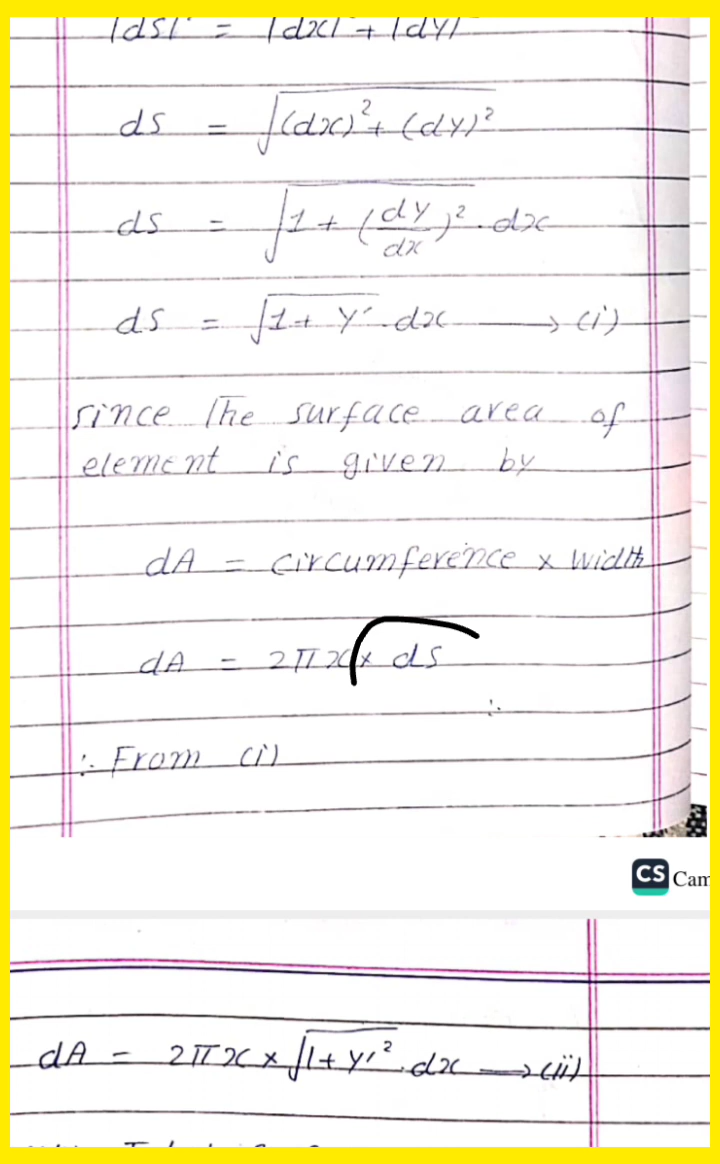 |ds|² = |dx|² + |dy|²
ds = √(dx)² + (dy)²
ds = √1 + (dy/dx)² . dx
ds = √1 + y′ . dx → (i)
since The surface area of
element is given by
dA = circumference x width
dA = 2πx x ds
∴ From (i)
CS Cam
dA = 2πx x √1 + y′² . dx → (ii)